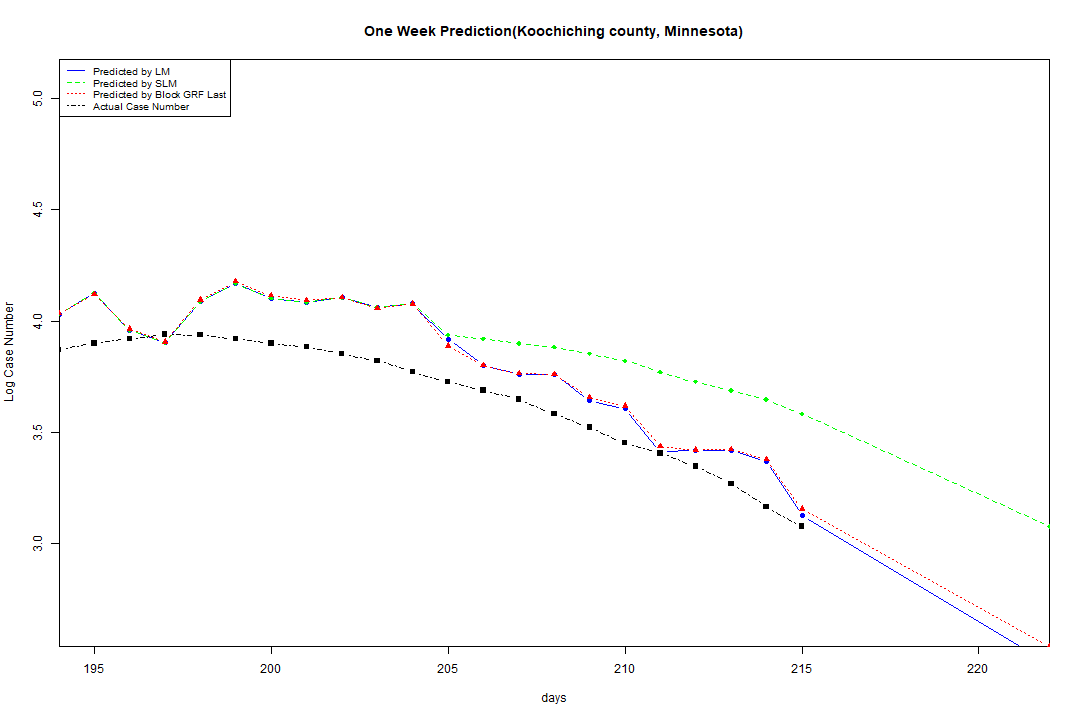 One Week Prediction(Koochiching county, Minnesota)
Predicted by LM
Predicted by SLM
Predicted by Block GRF Last
Actual Case Number
5.0
4.5
4.0
3.5
3.0
Log Case Number
195 200 205 210 215 220
days